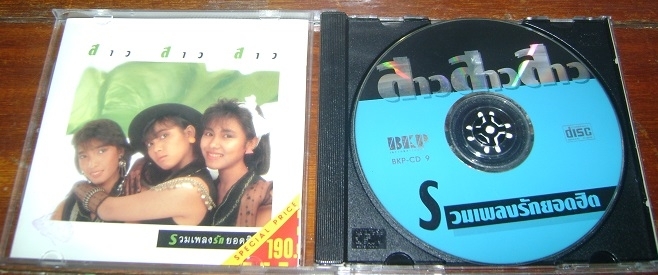 สาว สาว สาว
รวมเพลงรักยอดฮิต
SPECIAL PRICE
190.
สาวสาวสาว
BKP
BKP-CD 9
disc
รวมเพลงรักยอดฮิต